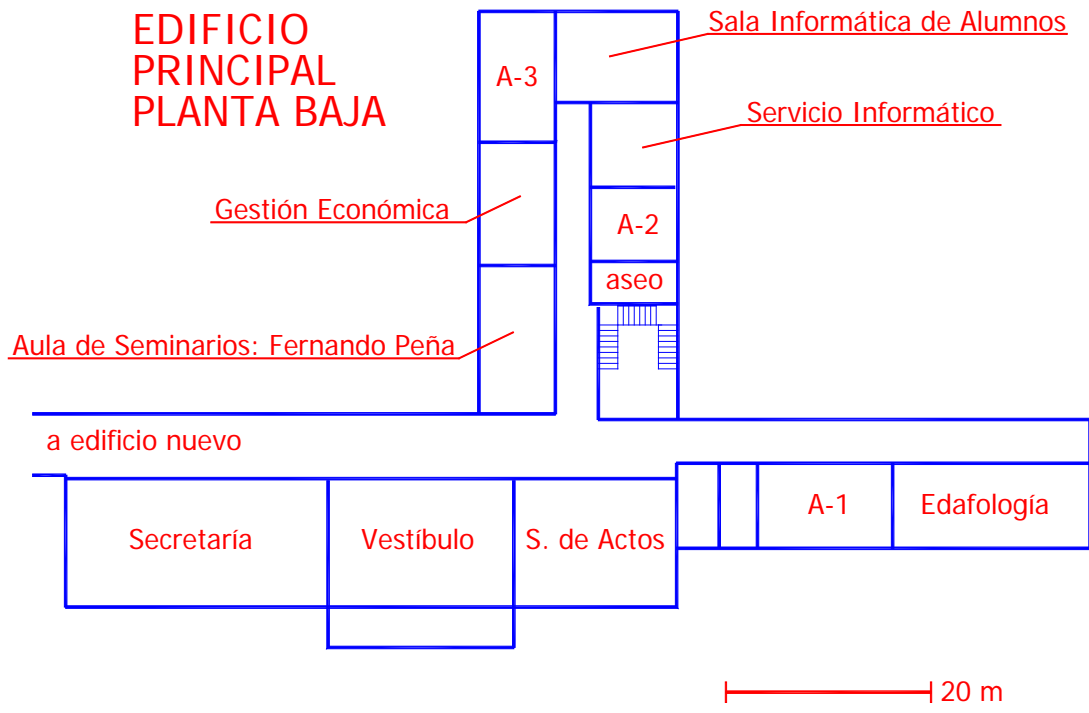 EDIFICIO
PRINCIPAL
PLANTA BAJA
Sala Informática de Alumnos
A-3
Servicio Informático
Gestión Económica
A-2
aseo
Aula de Seminarios: Fernando Peña
a edificio nuevo
Secretaría
Vestíbulo
S. de Actos
A-1
Edafología
20 m